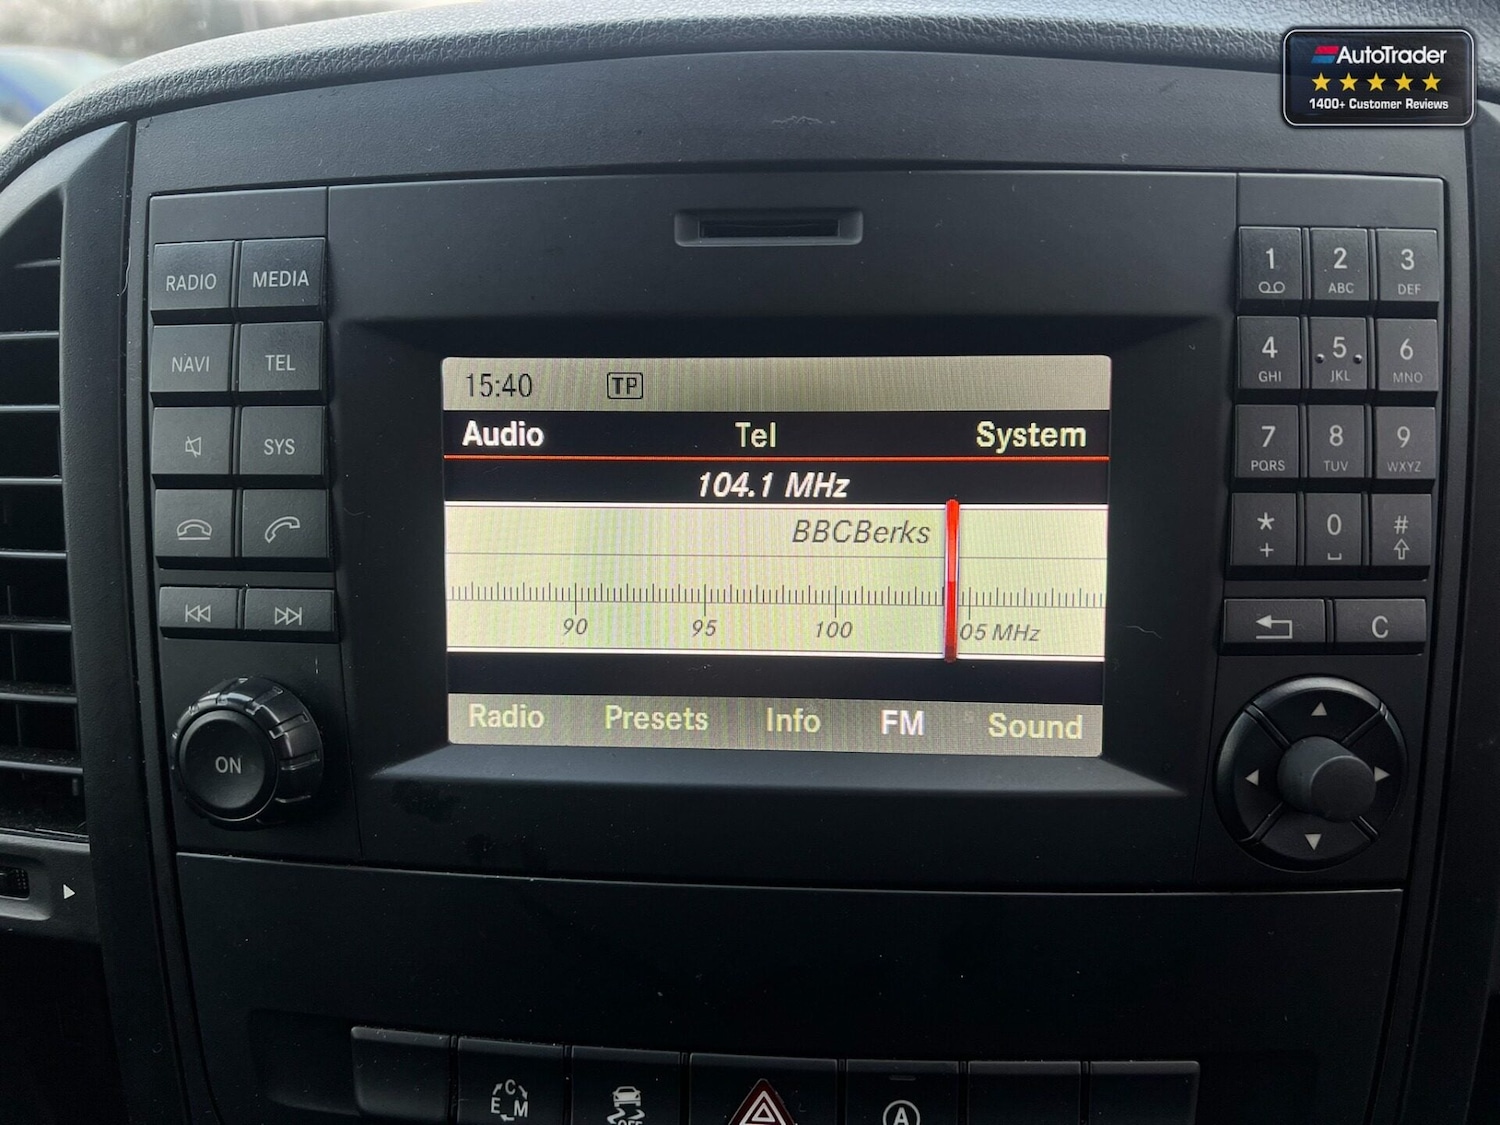 AutoTrader
1400+ Customer Reviews
RADIO MEDIA
NAVI TEL
SYS
ON
15:40 TP
Audio Tel System
104.1 MHz
BBCBerks
90 95 100 05 MHz
Radio Presets Info FM Sound
1 2 ABC 3 DEF
4 GHI 5 JKL 6 MNO
7 PQRS 8 TUV 9 WXYZ
* + 0 #
C
C E M
OFF
A